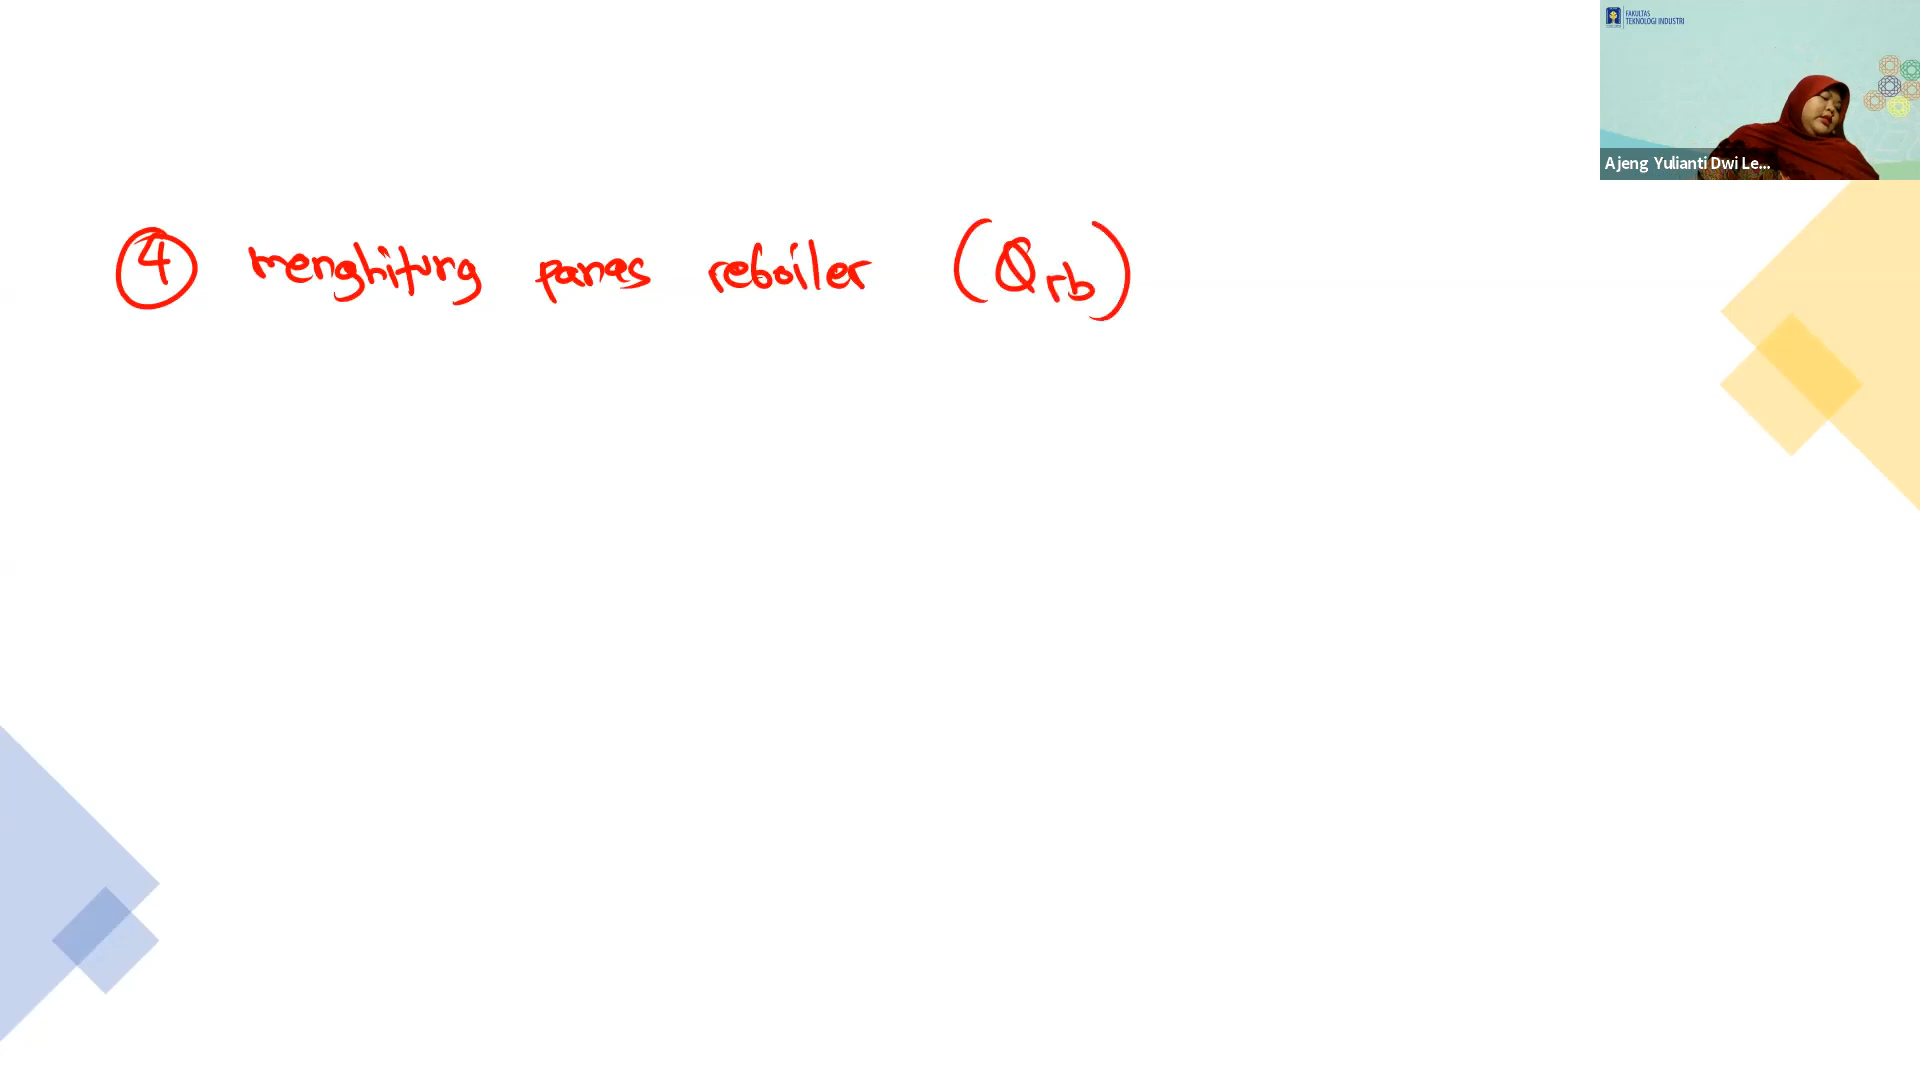 FAKULTAS
TEKNOLOGI INDUSTRI
Ajeng Yulianti Dwi Le...
4 menghitung panas reboiler (Qrb)